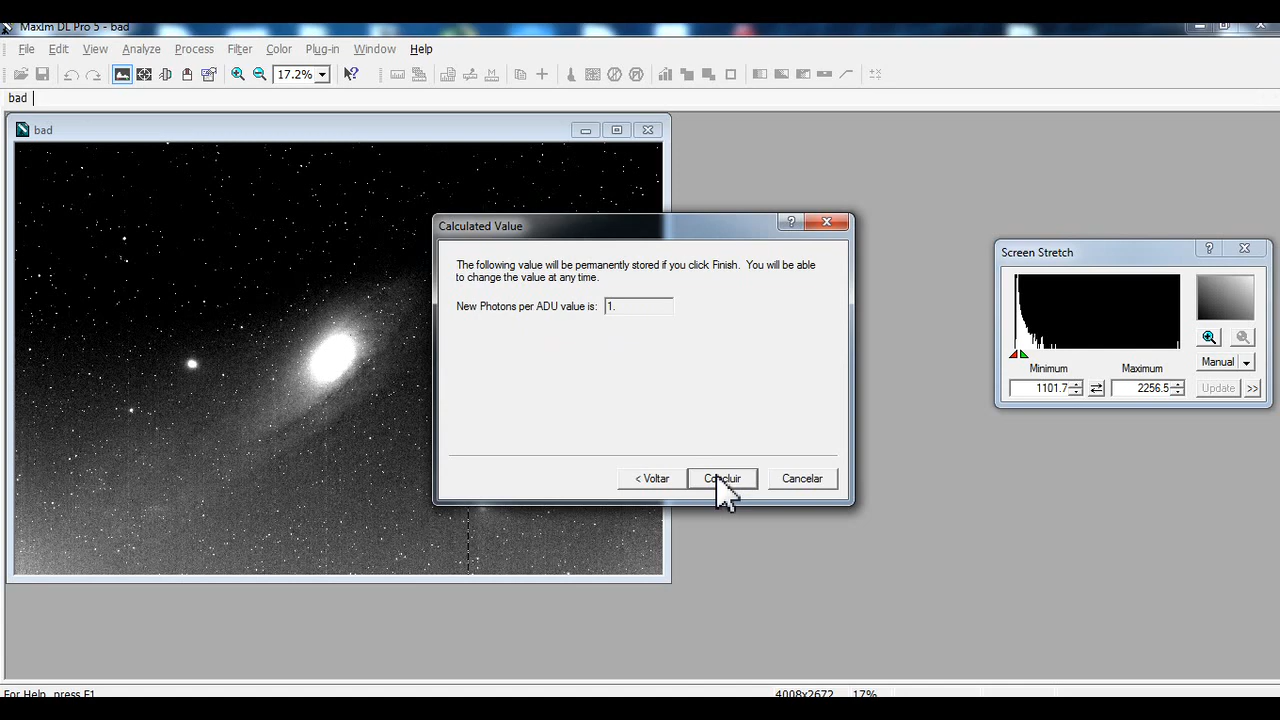 MaxIm DL Pro 5 - bad
File Edit View Analyze Process Filter Color Plug-in Window Help
17.2%
bad
bad
Calculated Value
The following value will be permanently stored if you click Finish. You will be able
to change the value at any time.
New Photons per ADU value is: 1.
< Voltar Concluir Cancelar
Screen Stretch
Manual
Minimum Maximum
1101.7 2256.5 Update >>
For Help, press F1 4008x2672 17%